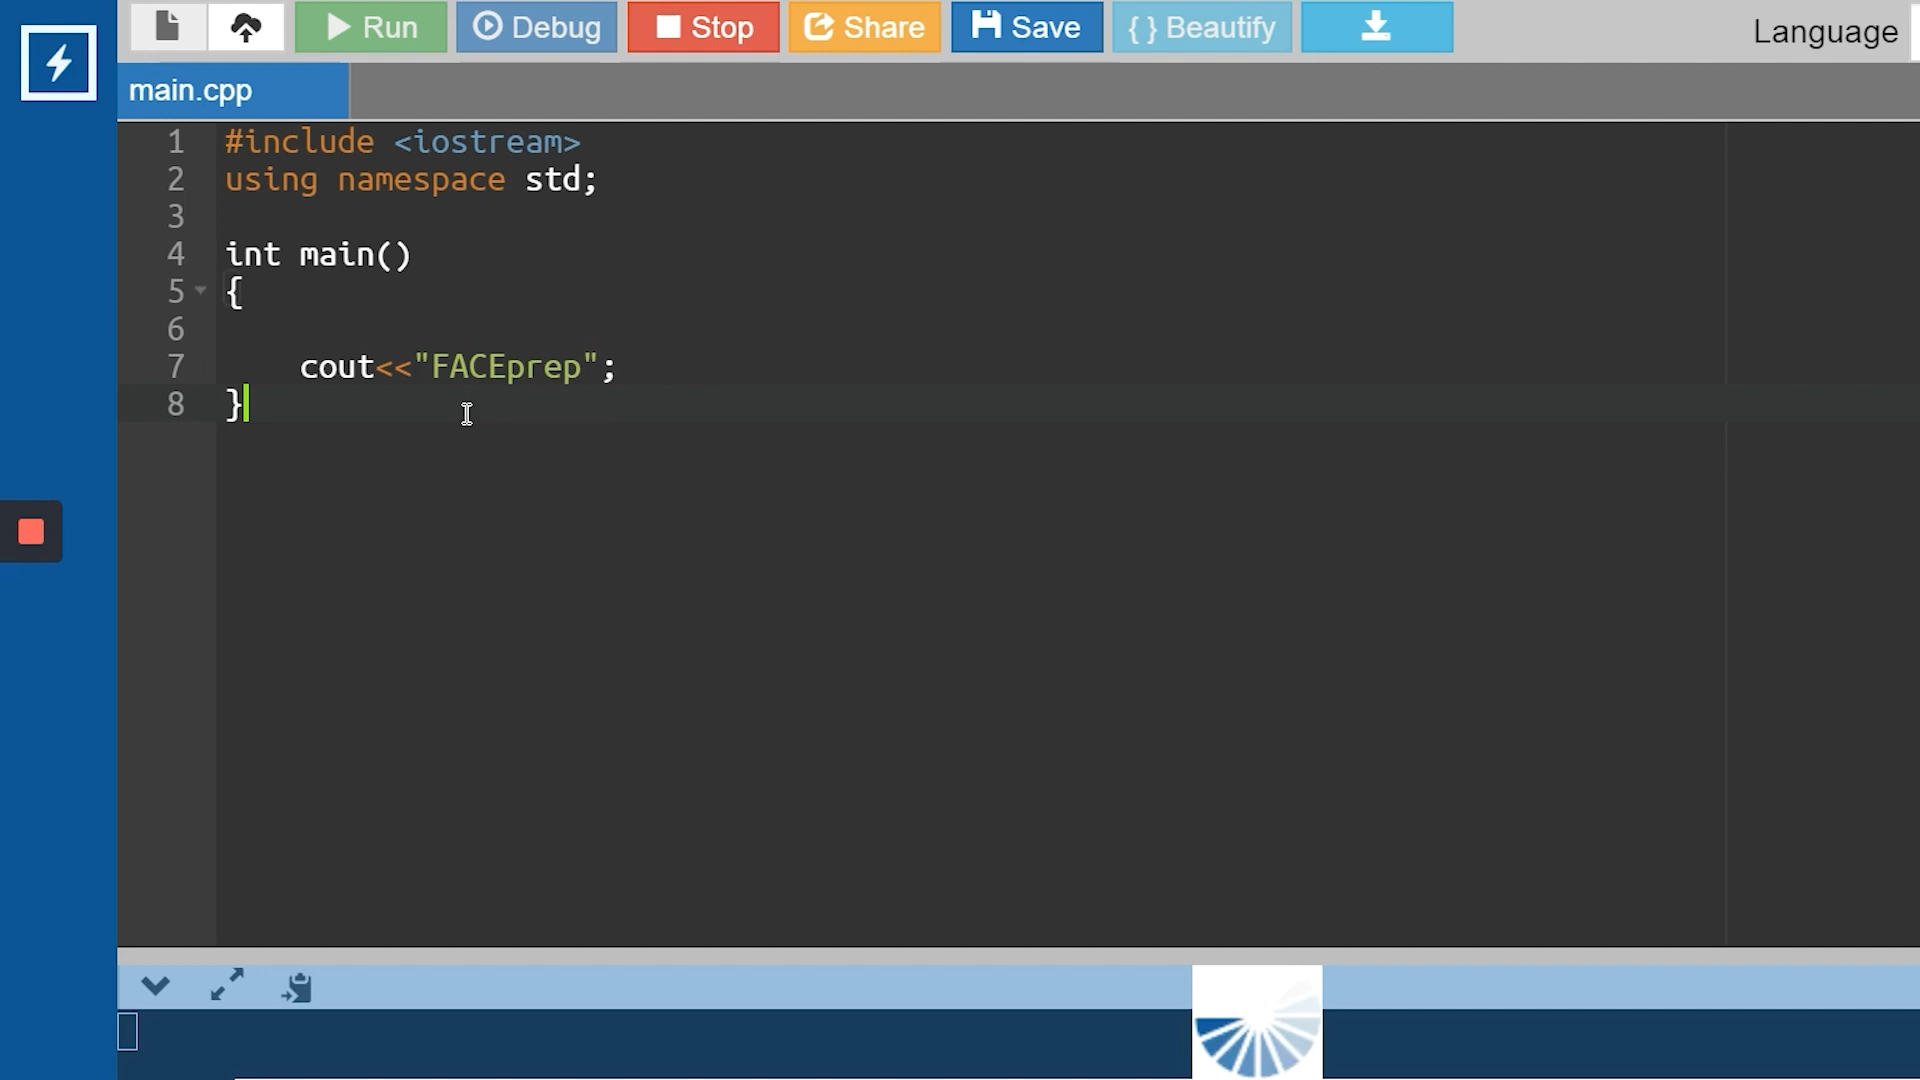 Run Debug Stop Share Save { } Beautify Language
main.cpp
1 #include <iostream>
2 using namespace std;
3
4 int main()
5 {
6
7 cout<<"FACEprep";
8 }